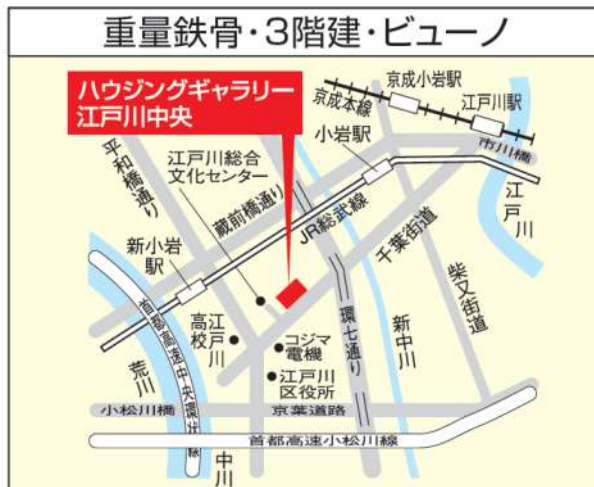 重量鉄骨・3階建・ビューノ
ハウジングギャラリー
江戸川中央
京成小岩駅
京成本線
江戸川駅
小岩駅
市川橋
江戸川
平和橋通り
江戸川総合
文化センター
蔵前橋通り
JR総武線
千葉街道
柴又街道
新小岩
駅
首都高速中央環状線
江戸川
高校
コジマ
電機
環七通り
新中川
荒川
江戸川
区役所
小松川橋
京葉道路
首都高速小松川線
中川